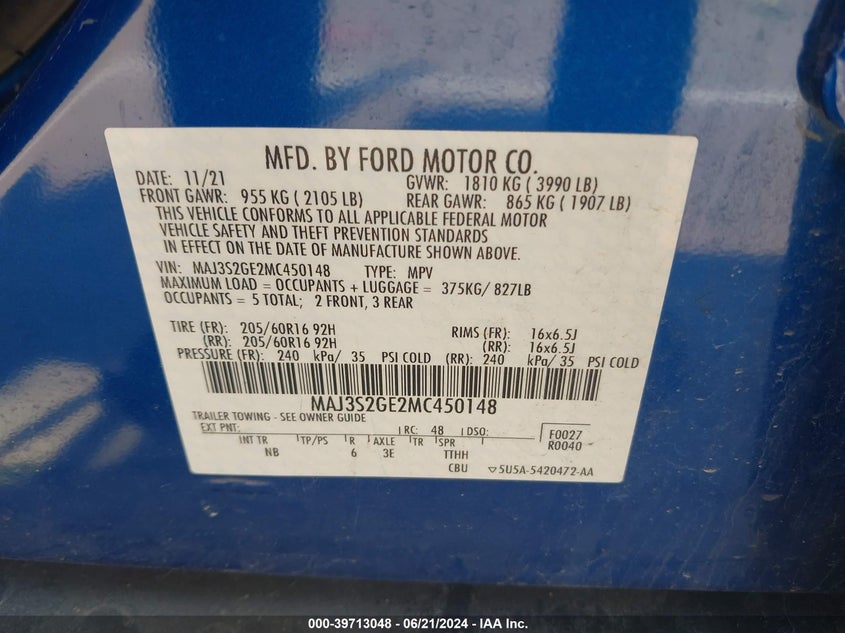 MFD. BY FORD MOTOR CO.
DATE: 11/21 GVWR: 1810 KG ( 3990 LB)
FRONT GAWR: 955 KG ( 2105 LB) REAR GAWR: 865 KG ( 1907 LB)
THIS VEHICLE CONFORMS TO ALL APPLICABLE FEDERAL MOTOR
VEHICLE SAFETY AND THEFT PREVENTION STANDARDS
IN EFFECT ON THE DATE OF MANUFACTURE SHOWN ABOVE.
VIN: MAJ3S2GE2MC450148 TYPE: MPV
MAXIMUM LOAD = OCCUPANTS + LUGGAGE = 375KG/ 827LB
OCCUPANTS = 5 TOTAL; 2 FRONT, 3 REAR
TIRE (FR): 205/60R16 92H RIMS (FR): 16x6.5J
(RR): 205/60R16 92H (RR): 16x6.5J
PRESSURE (FR): 240 kPa/ 35 PSI COLD (RR): 240 kPa/ 35 PSI COLD
MAJ3S2GE2MC450148
TRAILER TOWING - SEE OWNER GUIDE
EXT PNT: RC: 48 DSO: F0027
INT TR TP/PS R AXLE TR SPR R0040
NB 6 3E TTHH
CBU 5U5A-5420472-AA
000-39713048 - 06/21/2024 - IAA Inc.